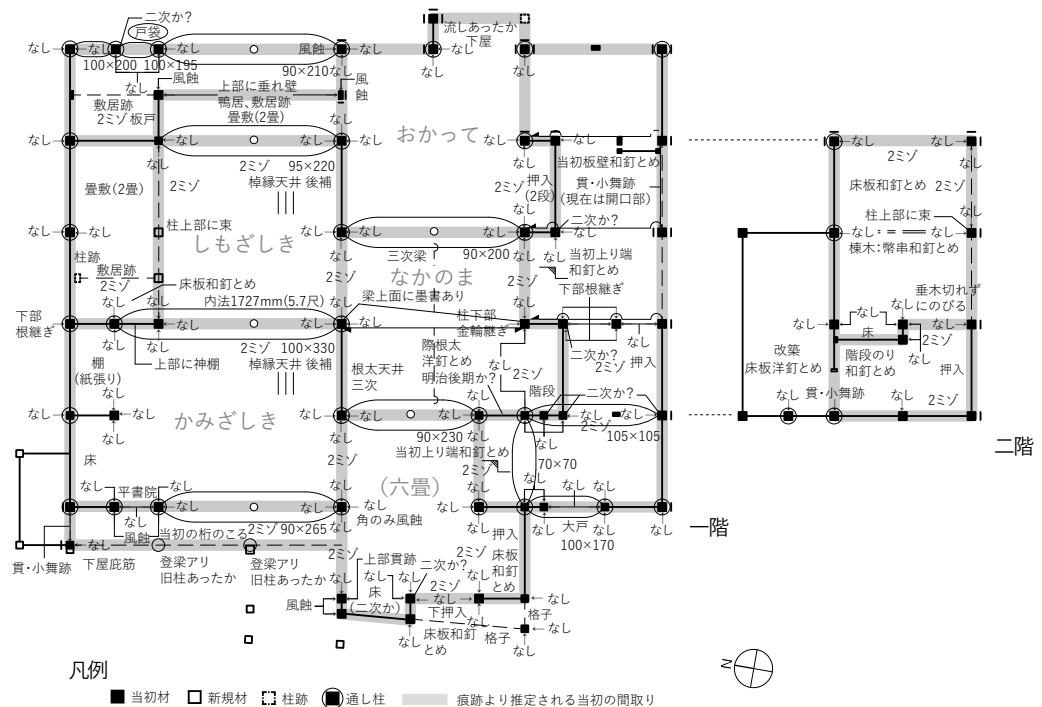 二次か?
戸袋
なし なし なし 風蝕 なし
100×200 100×195
90×210 なし
流しあったか
下屋
なし なし なし
なし
風蝕
敷居跡
2ミゾ 板戸
上部に垂れ壁
鴨居、敷居跡
畳敷(2畳)
風
蝕
おかって
なし なし なし なし なし なし
2ミゾ 95×220
畳敷(2畳)
2ミゾ
棹縁天井 後補
2ミゾ
押入
(2段)
当初板壁和釘とめ
貫・小舞跡
(現在は開口部)
なし
二次か?
柱上部に束
しもざしき
なし
三次梁 90×200
なかのま
なし
なし
当初上り端
和釘とめ
柱跡
敷居跡
2ミゾ
床板和釘とめ
2ミゾ
2ミゾ
下部根継ぎ
内法1727mm(5.7尺)
梁上面に墨書あり
柱下部
金輪継ぎ
下部
根継ぎ
なし
なし
なし
2ミゾ 100×330
上部に神棚
棹縁天井 後補
棚
(紙張り)
なし
根太天井
三次
際根太
洋釘とめ
明治後期か?
2ミゾ
階段
二次か?
2ミゾ
押入
二次か?
なし
なし
なし
かみざしき
なし
90×230
当初上り端和釘とめ
2ミゾ
なし
2ミゾ
105×105
70×70
床
なし
平書院
なし
(六畳)
なし
風蝕
当初の桁のこる
2ミゾ 90×265
角のみ風蝕
押入
大戸
100×170
一階
貫・小舞跡
下屋庇筋
登梁アリ
旧柱あったか
登梁アリ
旧柱あったか
2ミゾ
なし
上部貫跡
なし
床
(二次か)
二次か?
なし
2ミゾ
2ミゾ
床板
和釘
とめ
風蝕
下押入
なし
床板和釘
とめ
格子
格子
なし
なし
なし
なし
2ミゾ
床板和釘とめ 2ミゾ
なし
柱上部に束
なし なし
棟木:幣串和釘とめ
なし
垂木切れず
にのびる
なし
なし
なし
床
2ミゾ
なし
改築
床板洋釘とめ
階段のり
和釘とめ
押入
貫・小舞跡
2ミゾ
二階
N
凡例
当初材 新規材 柱跡 通し柱 痕跡より推定される当初の間取り